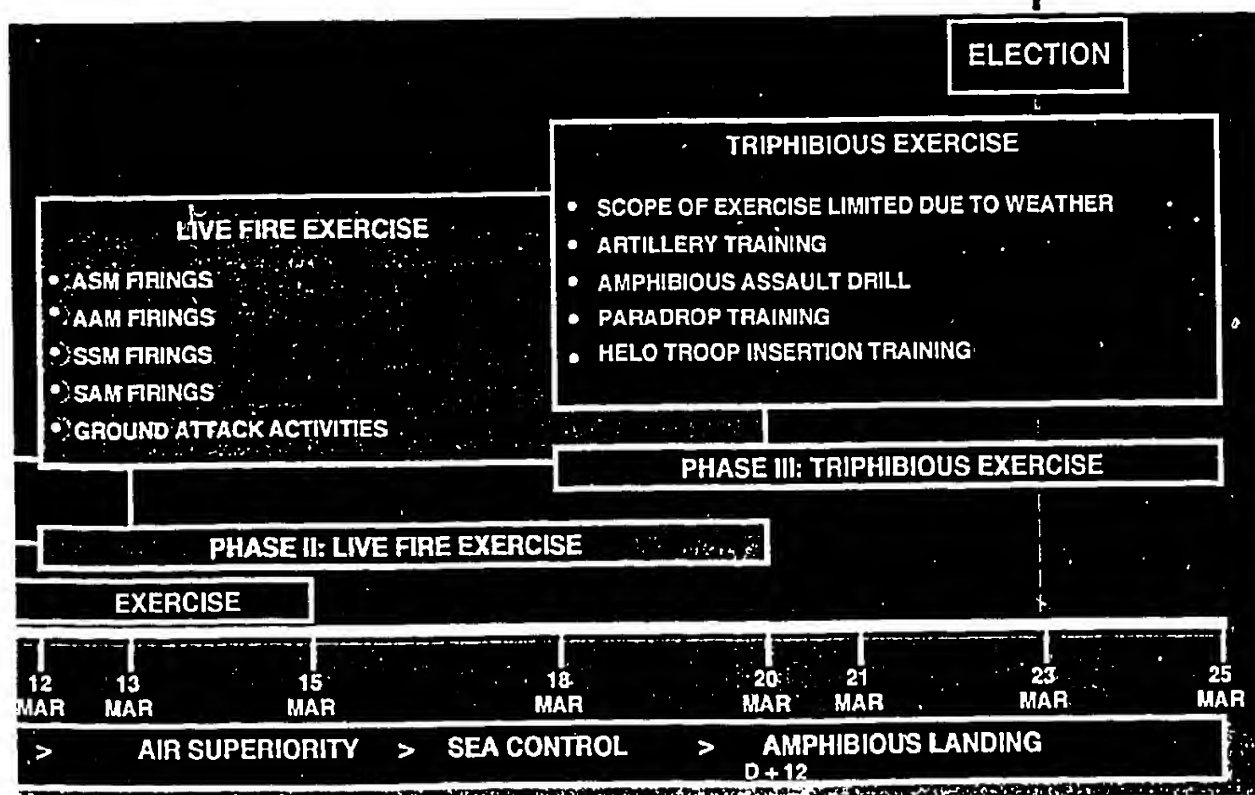 ELECTION
TRIPHIBIOUS EXERCISE
• SCOPE OF EXERCISE LIMITED DUE TO WEATHER
• ARTILLERY TRAINING
• AMPHIBIOUS ASSAULT DRILL
• PARADROP TRAINING
• HELO TROOP INSERTION TRAINING
LIVE FIRE EXERCISE
• ASM FIRINGS
• AAM FIRINGS
• SSM FIRINGS
• SAM FIRINGS
• GROUND ATTACK ACTIVITIES
PHASE III: TRIPHIBIOUS EXERCISE
PHASE II: LIVE FIRE EXERCISE
EXERCISE
12 13 15 18 20 21 23 25
MAR MAR MAR MAR MAR MAR MAR MAR
> AIR SUPERIORITY > SEA CONTROL > AMPHIBIOUS LANDING
D + 12